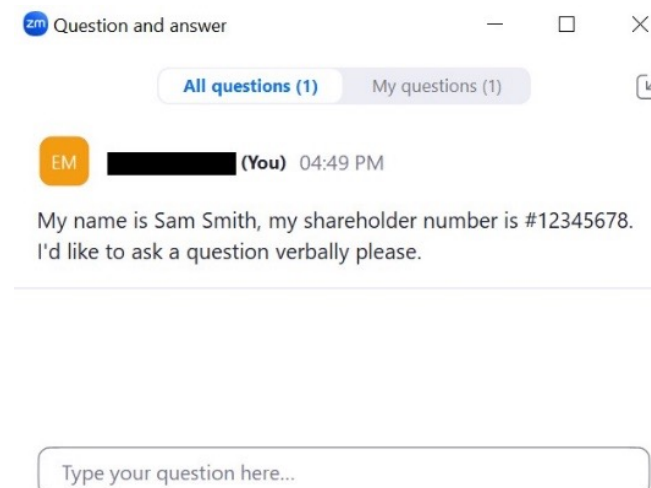 zm Question and answer
All questions (1) My questions (1)
EM (You) 04:49 PM
My name is Sam Smith, my shareholder number is #12345678.
I'd like to ask a question verbally please.
Type your question here...